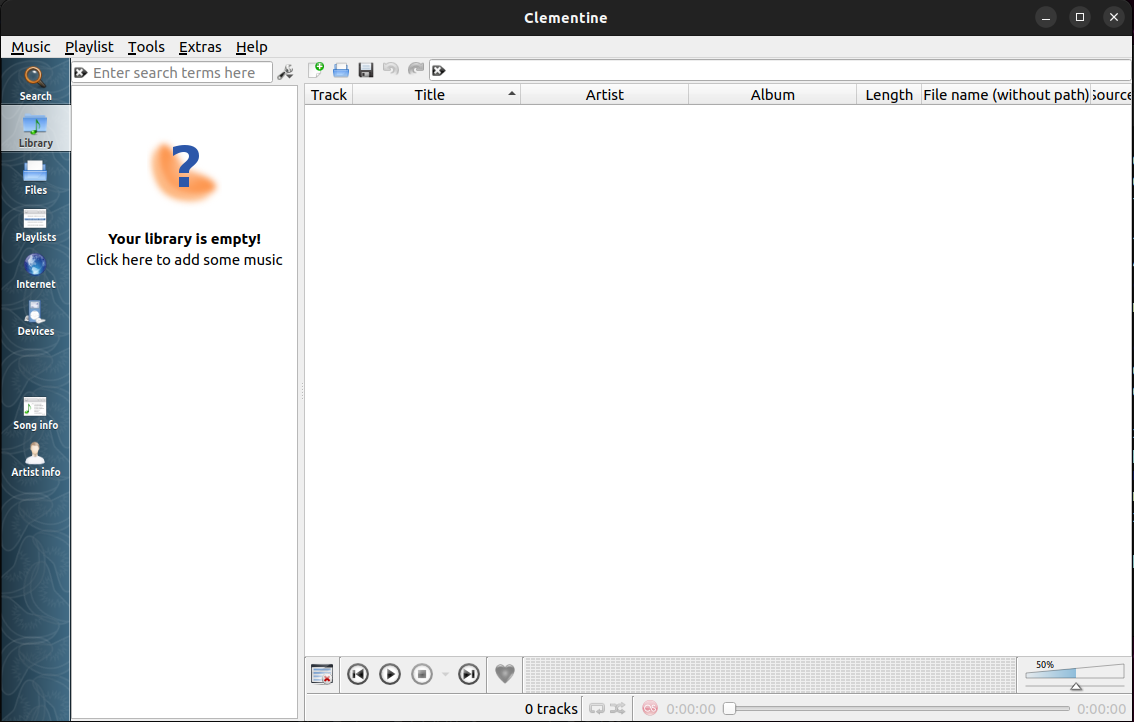 Clementine
Music Playlist Tools Extras Help
Enter search terms here
Search
Library
Files
Playlists
Internet
Devices
Song info
Artist info
?
Your library is empty!
Click here to add some music
Track Title Artist Album Length File name (without path)
50%
0 tracks
0:00:00
0:00:00